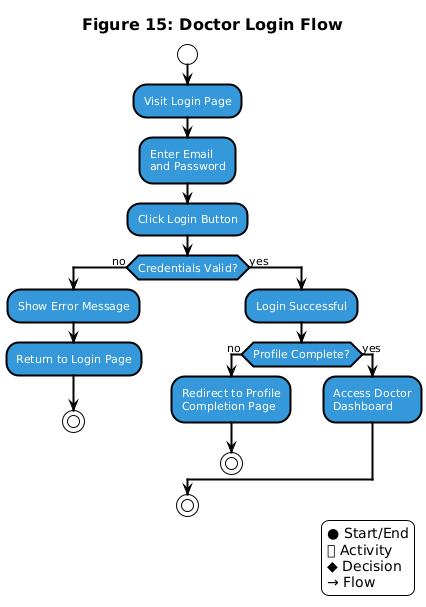 Figure 15: Doctor Login Flow
Visit Login Page
Enter Email
and Password
Click Login Button
no
Credentials Valid?
yes
Show Error Message
Return to Login Page
Login Successful
no
Profile Complete?
yes
Redirect to Profile
Completion Page
Access Doctor
Dashboard
● Start/End
▯ Activity
◆ Decision
→ Flow